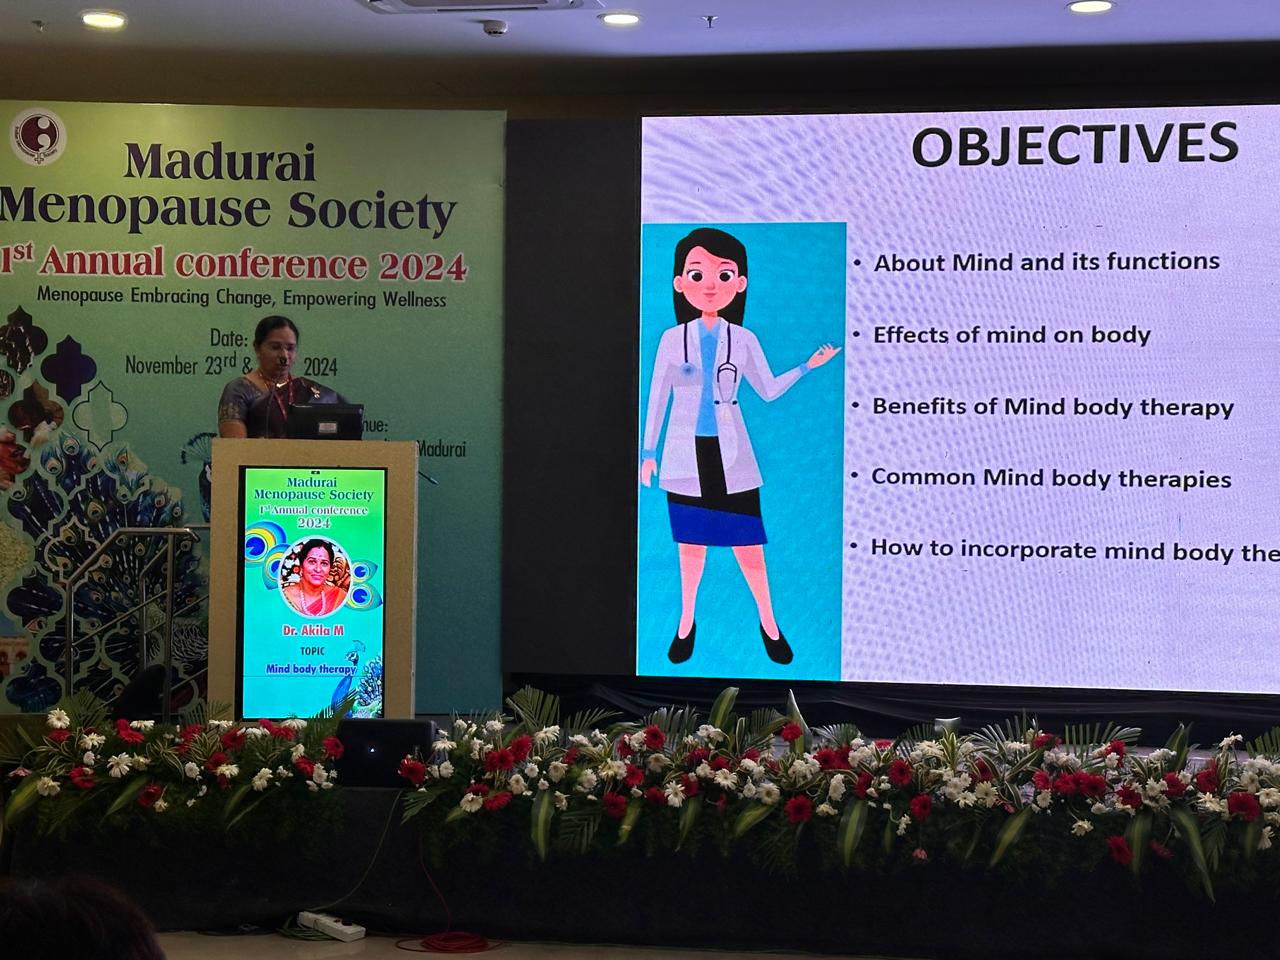 Madurai
Menopause Society
1st Annual conference 2024
Menopause Embracing Change, Empowering Wellness
Date:
November 23rd & 2024
Madurai
Madurai
Menopause Society
1st Annual conference
2024
Dr. Akila M
TOPIC
Mind body therapy
OBJECTIVES
• About Mind and its functions
• Effects of mind on body
• Benefits of Mind body therapy
• Common Mind body therapies
• How to incorporate mind body the